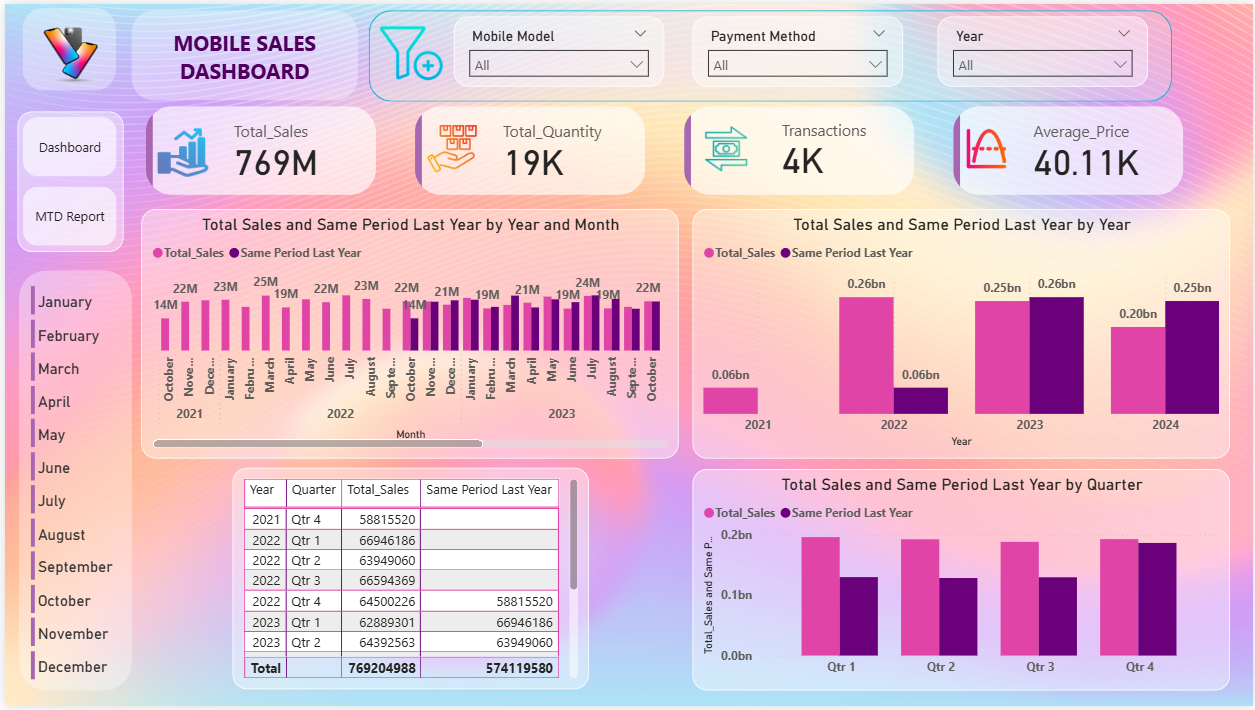 MOBILE SALES
DASHBOARD
Mobile Model
All
Payment Method
All
Year
All
Dashboard
MTD Report
Total_Sales
769M
Total_Quantity
19K
Transactions
4K
Average_Price
40.11K
January
February
March
April
May
June
July
August
September
October
November
December
Total Sales and Same Period Last Year by Year and Month
Total_Sales Same Period Last Year
14M 22M 23M 25M 19M 22M 23M 22M 14M 21M 19M 21M 19M 24M 19M 22M
October Nove... Dece... January Febru... March April May June July August Septe... October Nove... Dece... January Febru... March April May June July August Septe... October
2021 2022 2023
Month
Total Sales and Same Period Last Year by Year
Total_Sales Same Period Last Year
0.06bn
0.26bn
0.06bn
0.25bn
0.26bn
0.20bn
0.25bn
2021 2022 2023 2024
Year
Year Quarter Total_Sales Same Period Last Year
2021 Qtr 4 58815520
2022 Qtr 1 66946186
2022 Qtr 2 63949060
2022 Qtr 3 66594369
2022 Qtr 4 64500226 58815520
2023 Qtr 1 62889301 66946186
2023 Qtr 2 64392563 63949060
Total 769204988 574119580
Total Sales and Same Period Last Year by Quarter
Total_Sales Same Period Last Year
Total_Sales and Same P...
0.2bn
0.1bn
0.0bn
Qtr 1 Qtr 2 Qtr 3 Qtr 4